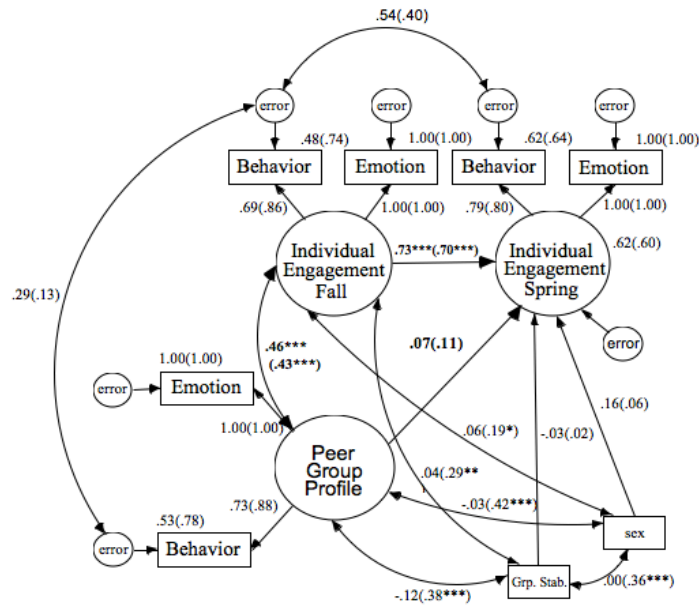 .54(.40)
error
error
error
error
.48(.74)
1.00(1.00)
.62(.64)
1.00(1.00)
Behavior
Emotion
Behavior
Emotion
.69(.86)
1.00(1.00)
.79(.80)
1.00(1.00)
Individual
Engagement
Fall
.73***(.70***)
Individual
Engagement
Spring
.62(.60)
.29(.13)
error
.46***
(.43***)
.07(.11)
1.00(1.00)
error
Emotion
1.00(1.00)
.06(.19*)
-.03(.02)
.16(.06)
Peer
Group
Profile
.04(.29**
-.03(.42***)
.73(.88)
.53(.78)
error
Behavior
sex
Grp. Stab.
.00(.36***)
-.12(.38***)